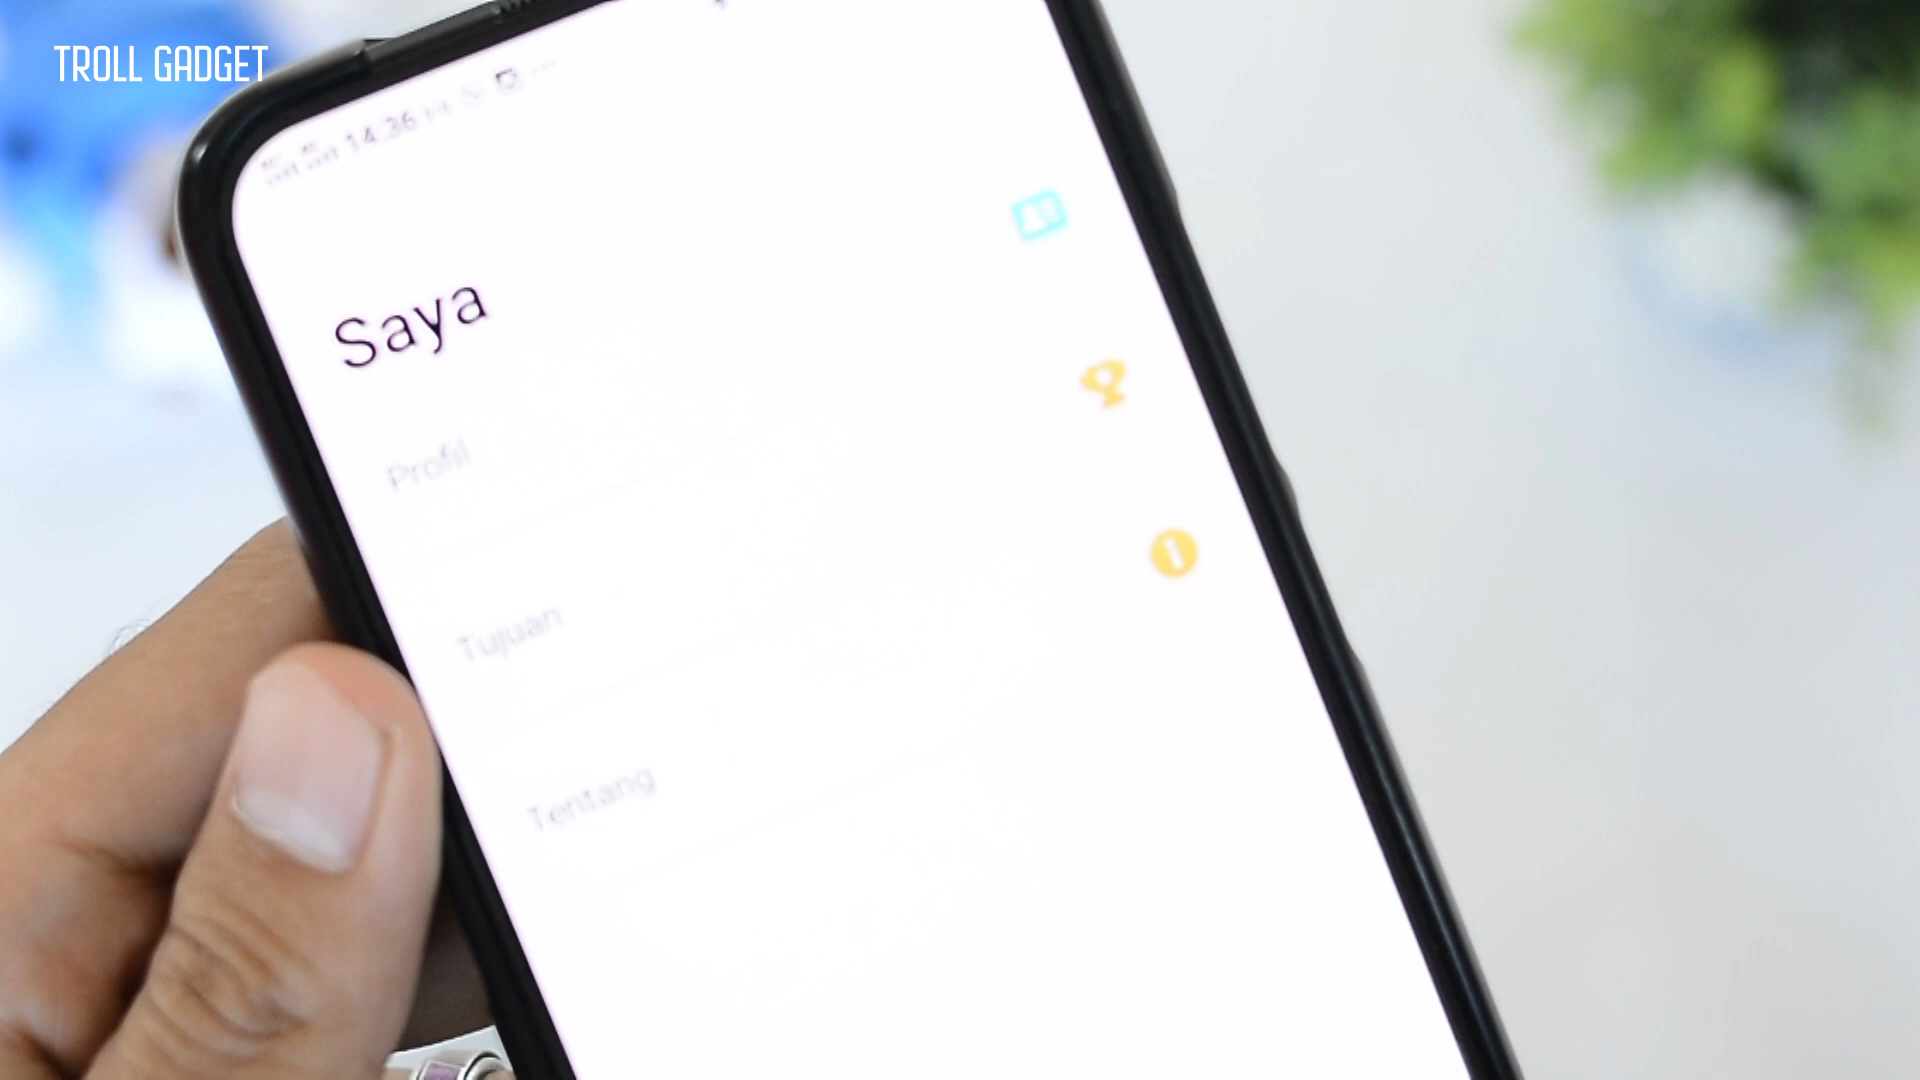 TROLL GADGET
14:36
Saya
Profil
Tujuan
Tentang